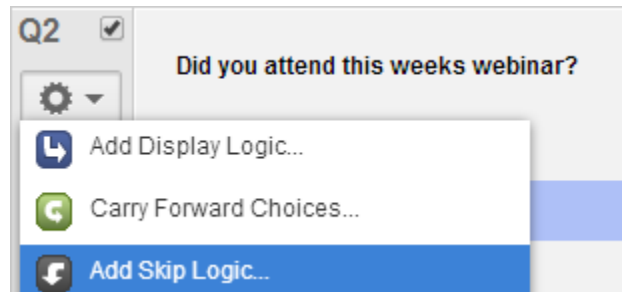 Q2
Did you attend this weeks webinar?
Add Display Logic...
Carry Forward Choices...
Add Skip Logic...